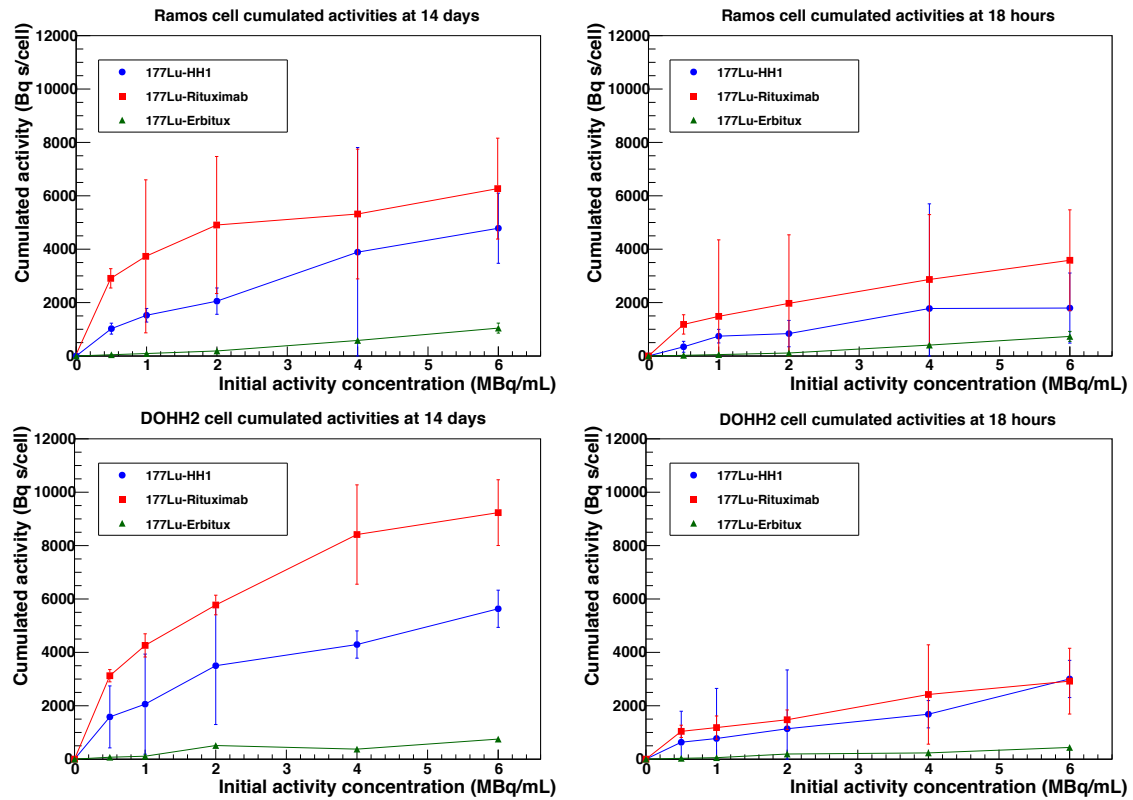 Ramos cell cumulated activities at 14 days
Cumulated activity (Bq s/cell)
12000
10000
8000
6000
4000
2000
0
177Lu-HH1
177Lu-Rituximab
177Lu-Erbitux
0 1 2 3 4 5 6
Initial activity concentration (MBq/mL)
Ramos cell cumulated activities at 18 hours
Cumulated activity (Bq s/cell)
12000
10000
8000
6000
4000
2000
0
177Lu-HH1
177Lu-Rituximab
177Lu-Erbitux
0 1 2 3 4 5 6
Initial activity concentration (MBq/mL)
DOHH2 cell cumulated activities at 14 days
Cumulated activity (Bq s/cell)
12000
10000
8000
6000
4000
2000
0
177Lu-HH1
177Lu-Rituximab
177Lu-Erbitux
0 1 2 3 4 5 6
Initial activity concentration (MBq/mL)
DOHH2 cell cumulated activities at 18 hours
Cumulated activity (Bq s/cell)
12000
10000
8000
6000
4000
2000
0
177Lu-HH1
177Lu-Rituximab
177Lu-Erbitux
0 1 2 3 4 5 6
Initial activity concentration (MBq/mL)